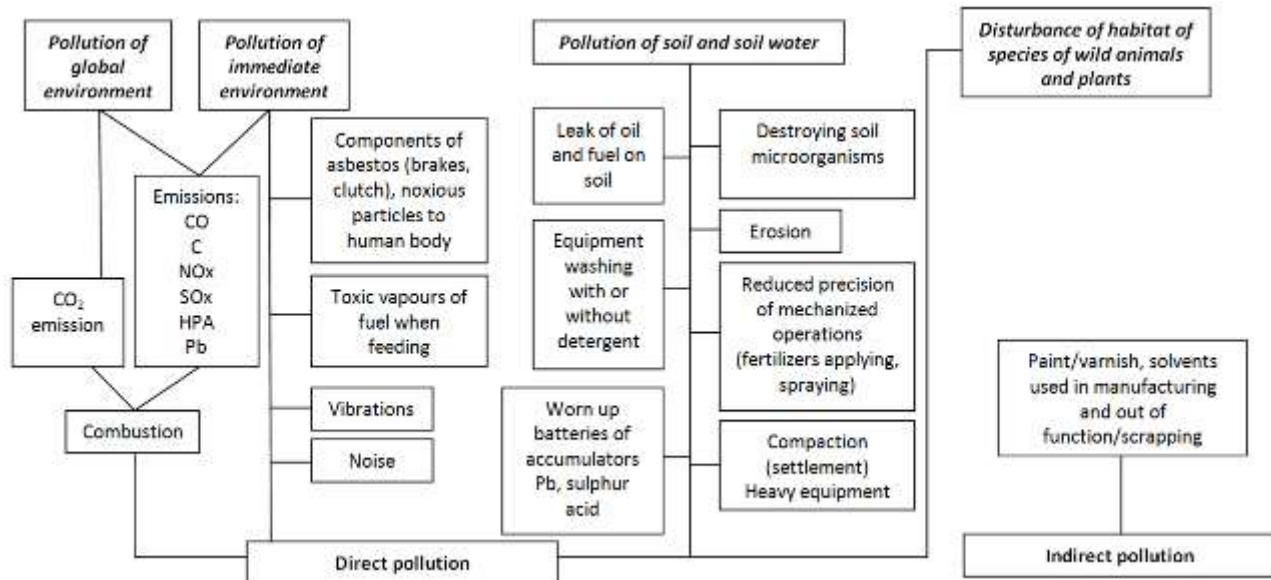 Pollution of
global
environment
Pollution of
immediate
environment
Pollution of soil and soil water
Disturbance of habitat of
species of wild animals
and plants
Components of
asbestos (brakes,
clutch), noxious
particles to
human body
Leak of oil
and fuel on
soil
Destroying soil
microorganisms
Emissions:
CO
C
NOx
SOx
HPA
Pb
Erosion
Equipment
washing
with or
without
detergent
CO₂
emission
Toxic vapours of
fuel when
feeding
Reduced precision
of mechanized
operations
(fertilizers applying,
spraying)
Paint/varnish, solvents
used in manufacturing
and out of
function/scrapping
Vibrations
Combustion
Worn up
batteries of
accumulators
Pb, sulphur
acid
Compaction
(settlement)
Heavy equipment
Noise
Direct pollution
Indirect pollution